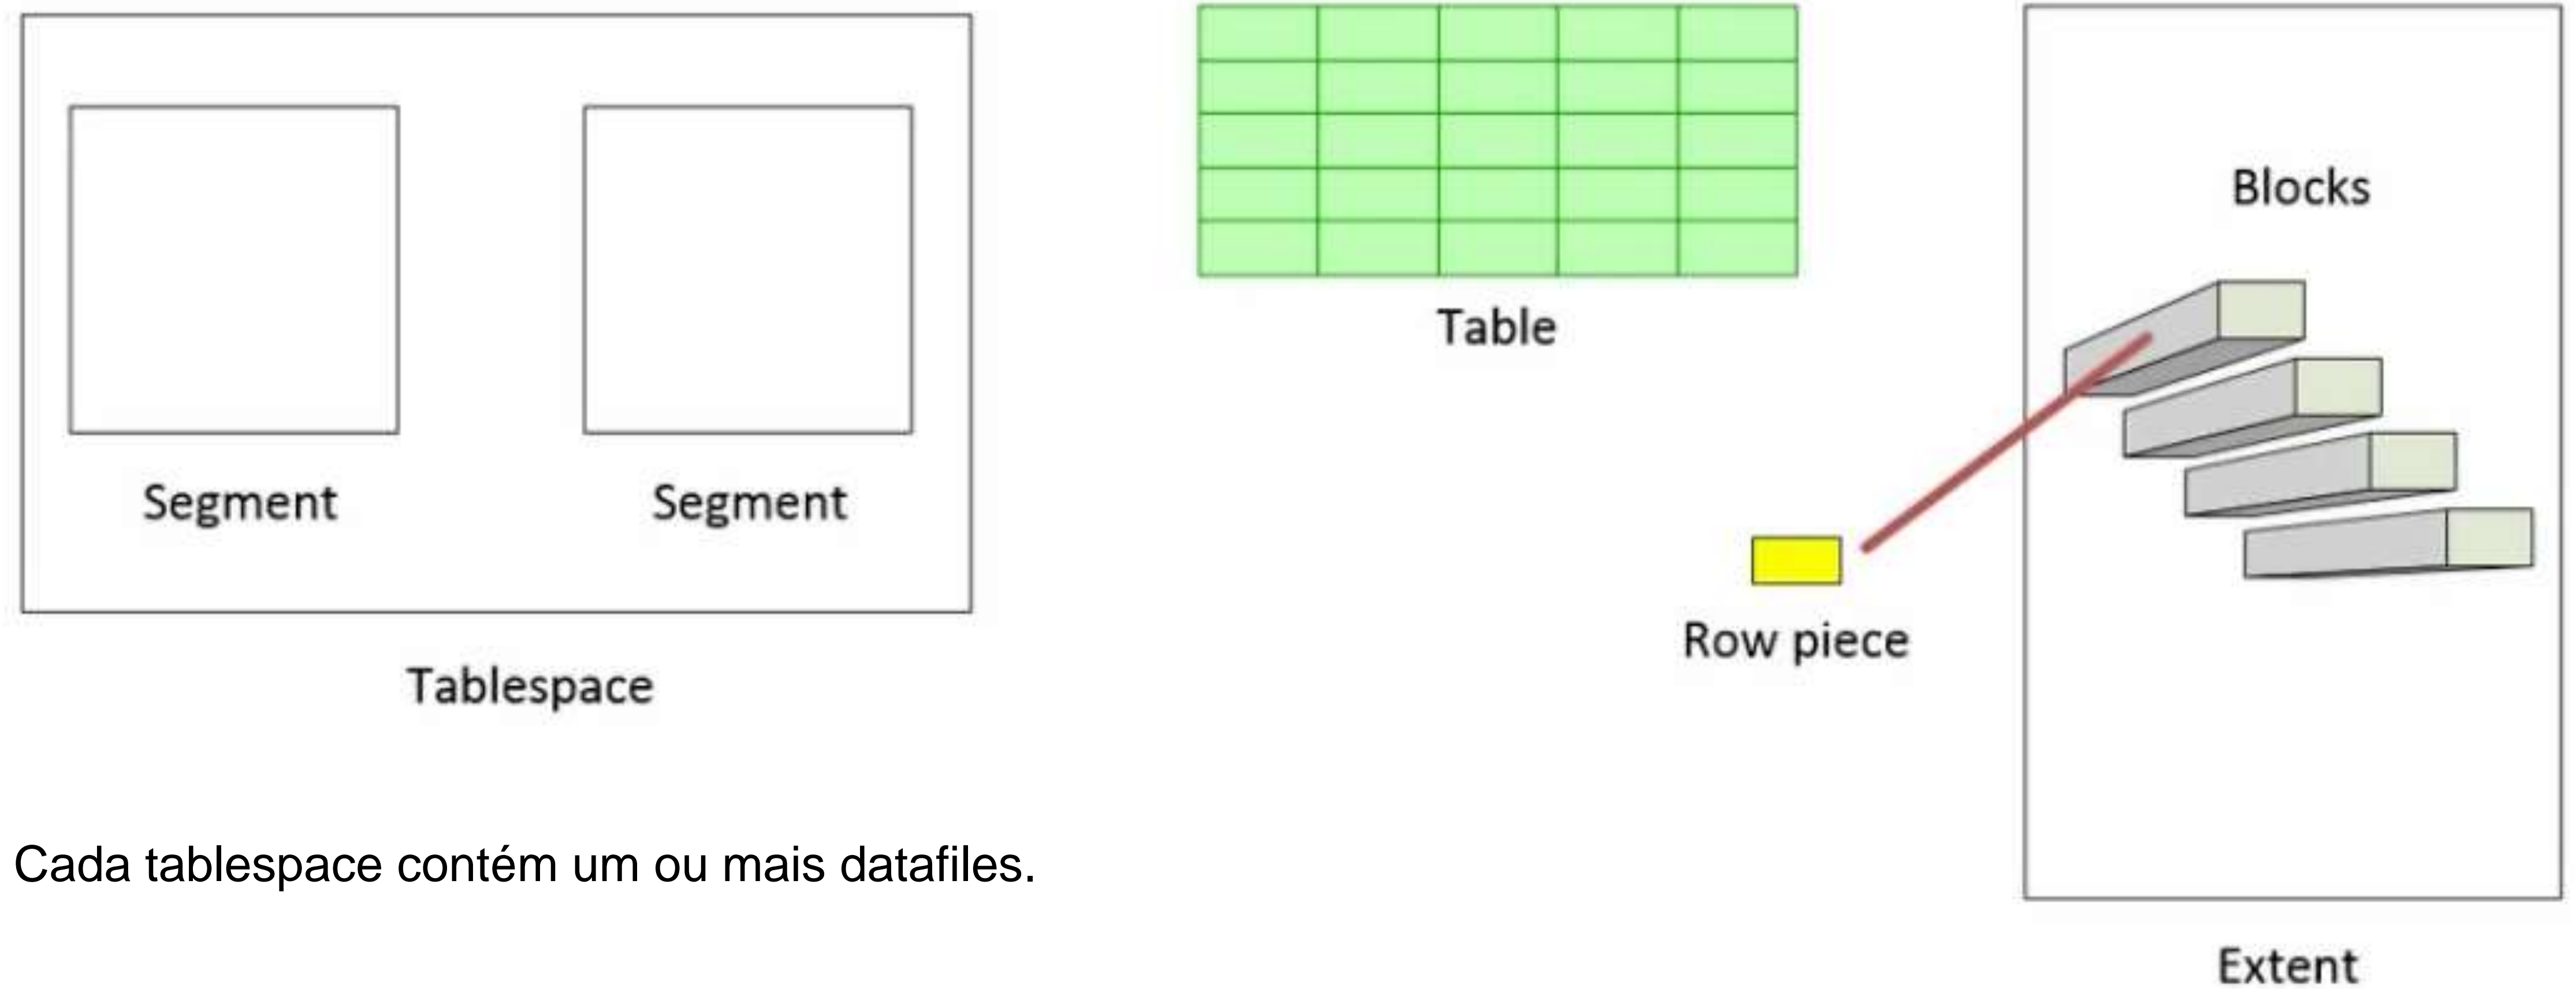 Segment
Segment
Tablespace
Table
Row piece
Blocks
Extent
Cada tablespace contém um ou mais datafiles.